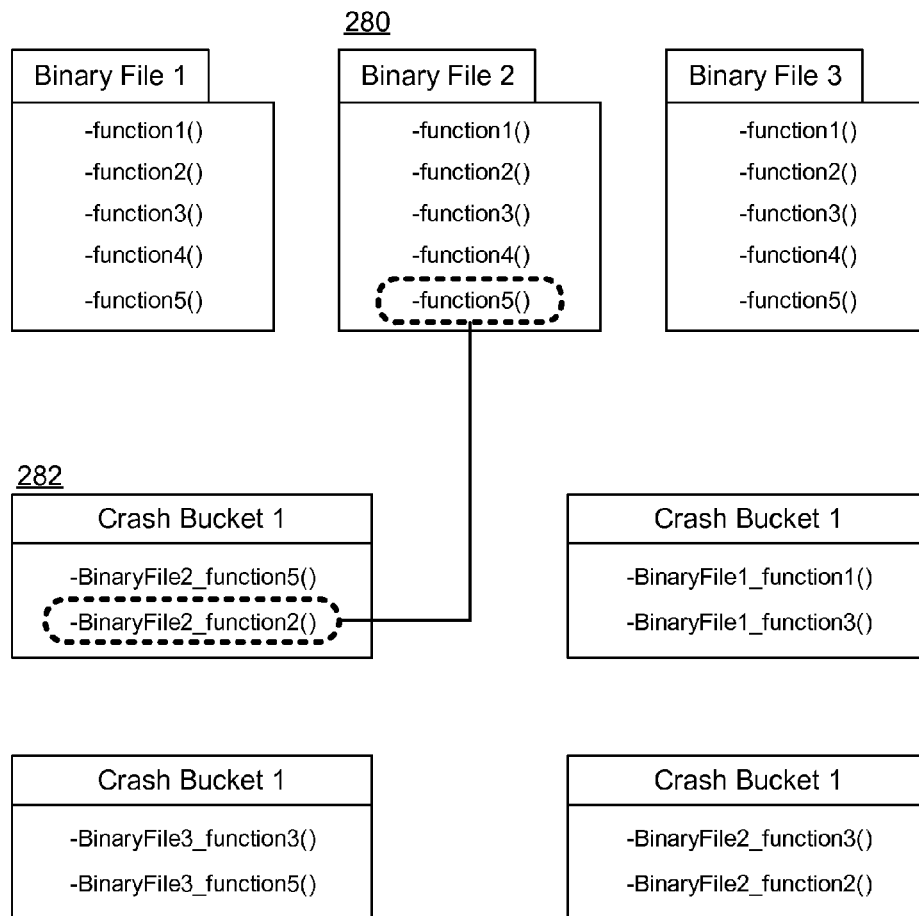 280
Binary File 1
-function1()
-function2()
-function3()
-function4()
-function5()
Binary File 2
-function1()
-function2()
-function3()
-function4()
-function5()
Binary File 3
-function1()
-function2()
-function3()
-function4()
-function5()
282
Crash Bucket 1
-BinaryFile2_function5()
-BinaryFile2_function2()
Crash Bucket 1
-BinaryFile1_function1()
-BinaryFile1_function3()
Crash Bucket 1
-BinaryFile3_function3()
-BinaryFile3_function5()
Crash Bucket 1
-BinaryFile2_function3()
-BinaryFile2_function2()